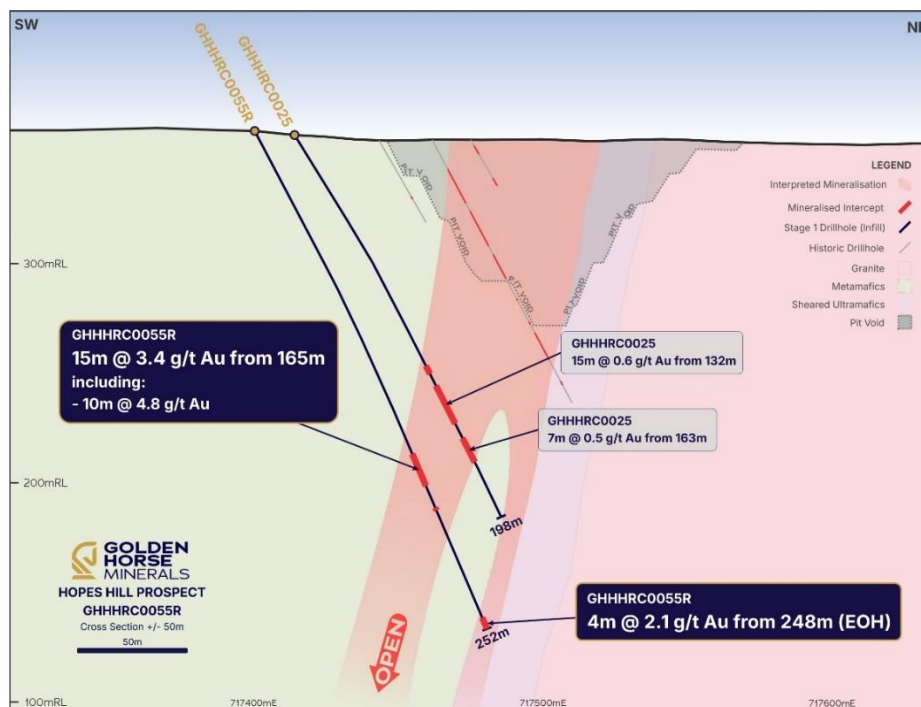 SW
NE
GHHHRC0055R
GHHHRC0025
LEGEND
Interpreted Mineralisation
Mineralised Intercept
Stage 1 Drillhole (Infill)
Historic Drillhole
Granite
Metamafics
Sheared Ultramafics
Pit Void
PIT VOID
PIT VOID
PIT VOID
PIT VOID
PIT VOID
300mRL
GHHHRC0055R
15m @ 3.4 g/t Au from 165m
including:
- 10m @ 4.8 g/t Au
GHHHRC0025
15m @ 0.6 g/t Au from 132m
GHHHRC0025
7m @ 0.5 g/t Au from 163m
200mRL
198m
GOLDEN
HORSE
MINERALS
HOPES HILL PROSPECT
GHHHRC0055R
Cross Section +/- 50m
50m
OPEN
252m
GHHHRC0055R
4m @ 2.1 g/t Au from 248m (EOH)
100mRL
717400mE
717500mE
717600mE